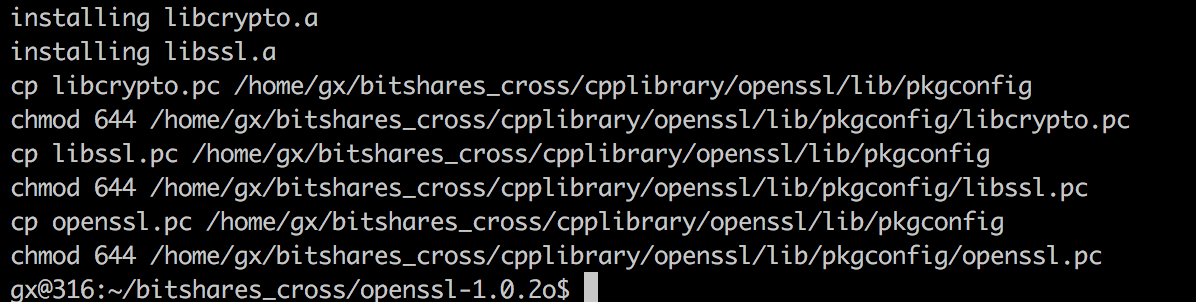 installing libcrypto.a
installing libssl.a
cp libcrypto.pc /home/gx/bitshares_cross/cpplibrary/openssl/lib/pkgconfig
chmod 644 /home/gx/bitshares_cross/cpplibrary/openssl/lib/pkgconfig/libcrypto.pc
cp libssl.pc /home/gx/bitshares_cross/cpplibrary/openssl/lib/pkgconfig
chmod 644 /home/gx/bitshares_cross/cpplibrary/openssl/lib/pkgconfig/libssl.pc
cp openssl.pc /home/gx/bitshares_cross/cpplibrary/openssl/lib/pkgconfig
chmod 644 /home/gx/bitshares_cross/cpplibrary/openssl/lib/pkgconfig/openssl.pc
gx@316:~/bitshares_cross/openssl-1.0.2o$